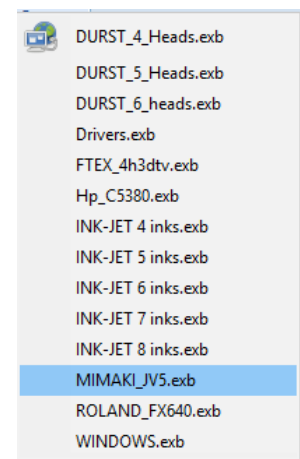 DURST_4_Heads.exb
DURST_5_Heads.exb
DURST_6_heads.exb
Drivers.exb
FTEX_4h3dtv.exb
Hp_C5380.exb
INK-JET 4 inks.exb
INK-JET 5 inks.exb
INK-JET 6 inks.exb
INK-JET 7 inks.exb
INK-JET 8 inks.exb
MIMAKI_JV5.exb
ROLAND_FX640.exb
WINDOWS.exb